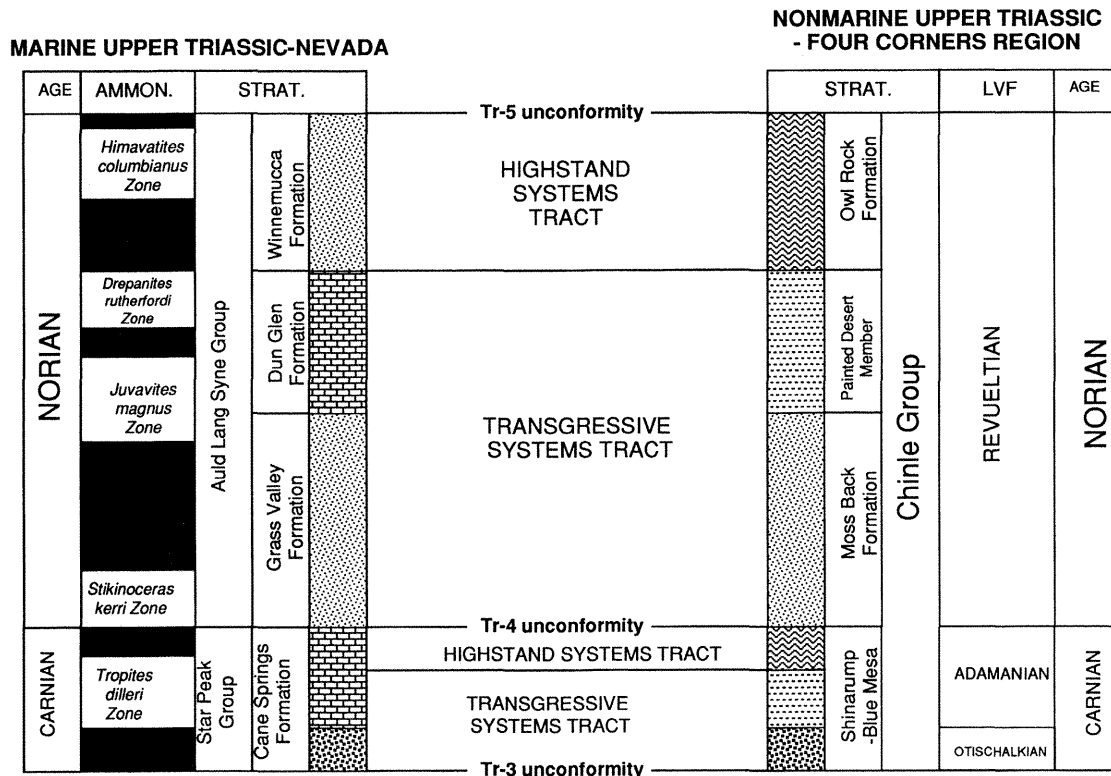 MARINE UPPER TRIASSIC-NEVADA
NONMARINE UPPER TRIASSIC
- FOUR CORNERS REGION
AGE
AMMON.
STRAT.
STRAT.
LVF
AGE
NORIAN
CARNIAN
Himavatites
columbianus
Zone
Drepanites
rutherfordi
Zone
Juvavites
magnus
Zone
Stikinoceras
kerri Zone
Tropites
dilleri
Zone
Auld Lang Syne Group
Star Peak
Group
Winnemucca
Formation
Dun Glen
Formation
Grass Valley
Formation
Cane Springs
Formation
Tr-5 unconformity
HIGHSTAND
SYSTEMS
TRACT
TRANSGRESSIVE
SYSTEMS TRACT
Tr-4 unconformity
HIGHSTAND SYSTEMS TRACT
TRANSGRESSIVE
SYSTEMS TRACT
Tr-3 unconformity
Owl Rock
Formation
Painted Desert
Member
Moss Back
Formation
Shinarump
-Blue Mesa
Chinle Group
REVUELTIAN
ADAMANIAN
OTISCHALKIAN
NORIAN
CARNIAN